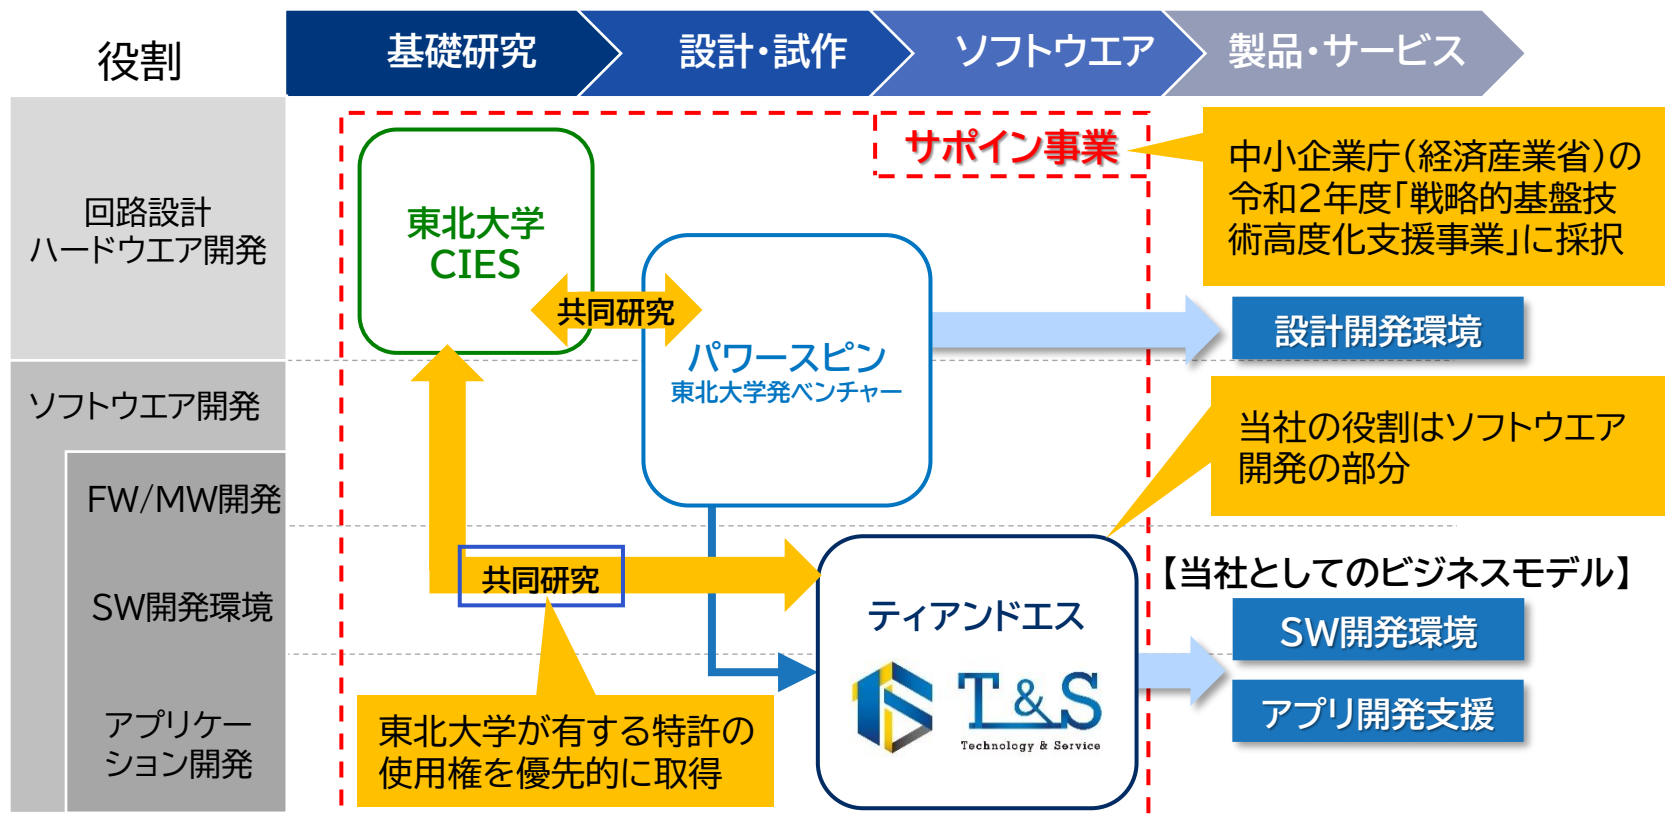 役割
基礎研究
設計・試作
ソフトウエア
製品・サービス
回路設計
ハードウエア開発
ソフトウエア開発
FW/MW開発
SW開発環境
アプリケー
ション開発
サポイン事業
中小企業庁(経済産業省)の
令和2年度「戦略的基盤技
術高度化支援事業」に採択
東北大学
CIES
共同研究
パワースピン
東北大学発ベンチャー
設計開発環境
当社の役割はソフトウエア
開発の部分
共同研究
東北大学が有する特許の
使用権を優先的に取得
ティアンドエス
T&S
Technology & Service
【当社としてのビジネスモデル】
SW開発環境
アプリ開発支援